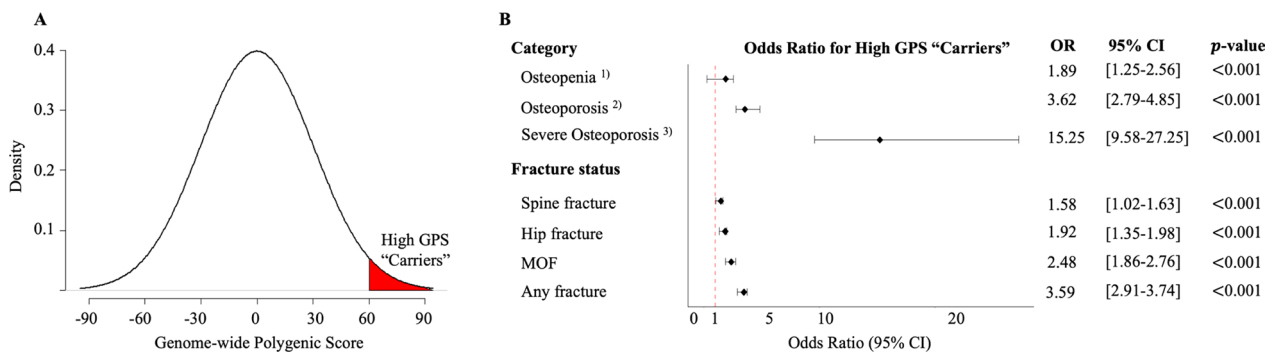 A
0.4
0.3
0.2
0.1
Density
High GPS
“Carriers”
-90 -60 -30 0 30 60 90
Genome-wide Polygenic Score
B
Category Odds Ratio for High GPS “Carriers” OR 95% CI p-value
Osteopenia 1) 1.89 [1.25-2.56] <0.001
Osteoporosis 2) 3.62 [2.79-4.85] <0.001
Severe Osteoporosis 3) 15.25 [9.58-27.25] <0.001
Fracture status
Spine fracture 1.58 [1.02-1.63] <0.001
Hip fracture 1.92 [1.35-1.98] <0.001
MOF 2.48 [1.86-2.76] <0.001
Any fracture 3.59 [2.91-3.74] <0.001
0 1 5 10 20
Odds Ratio (95% CI)